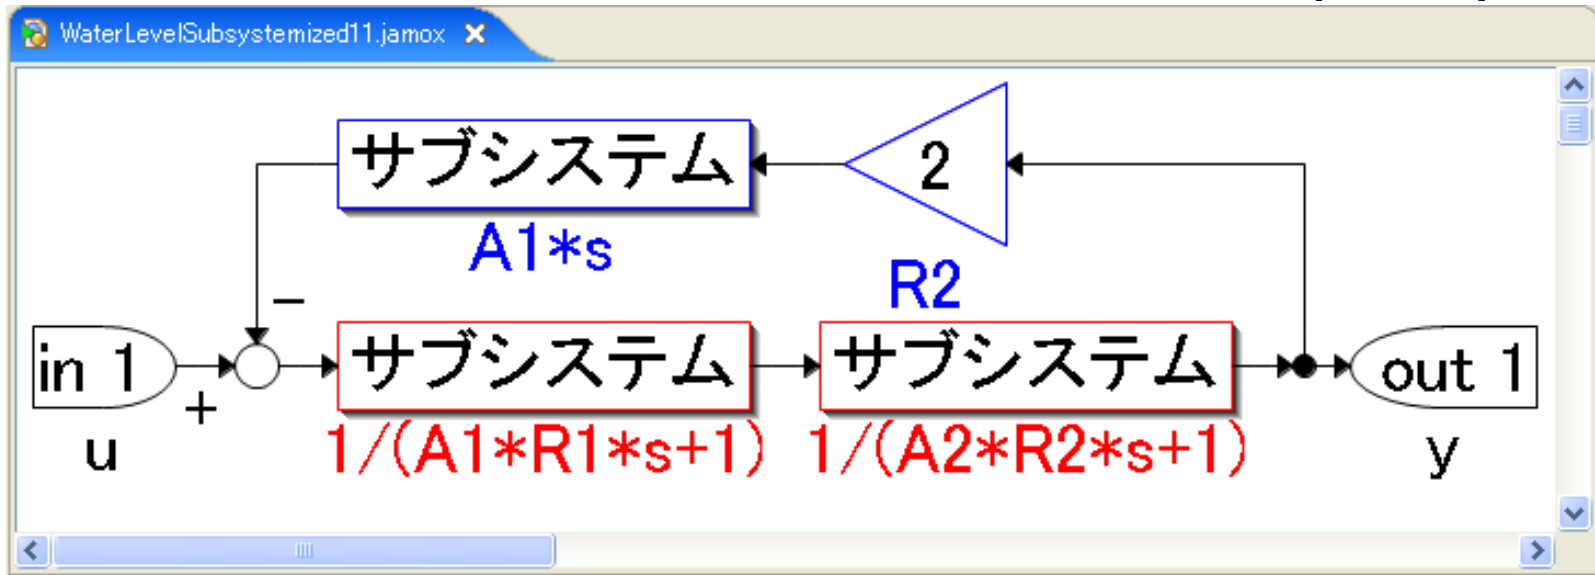 WaterLevelSubsystemized11.jamox
サブシステム
2
A1*s
R2
−
in 1
サブシステム
サブシステム
out 1
+
u
1/(A1*R1*s+1)
1/(A2*R2*s+1)
y